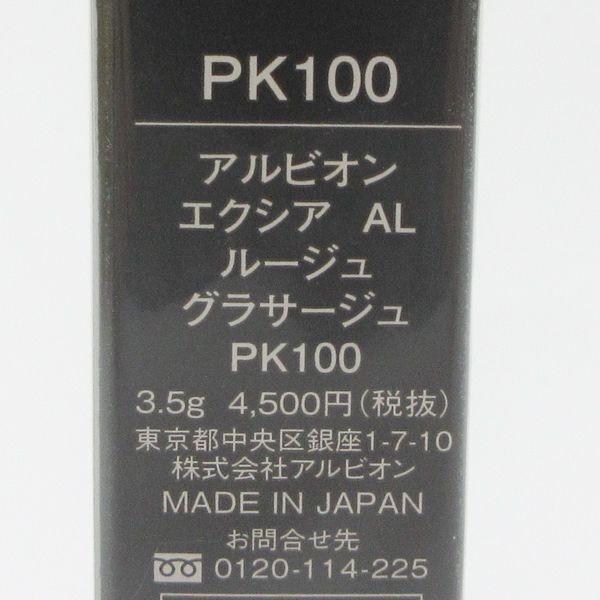 PK100
アルビオン
エクシア AL
ルージュ
グラサージュ
PK100
3.5g 4,500円(税抜)
東京都中央区銀座1-7-10
株式会社アルビオン
MADE IN JAPAN
お問合せ先
0120-114-225